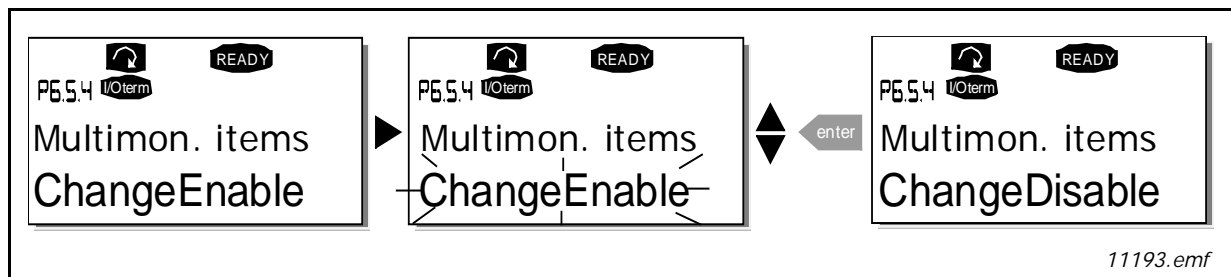 READY
P6.5.4 I/Oterm
Multimon. items
ChangeEnable
READY
P6.5.4 I/Oterm
Multimon. items
ChangeEnable
enter
READY
P6.5.4 I/Oterm
Multimon. items
ChangeDisable
11193.emf